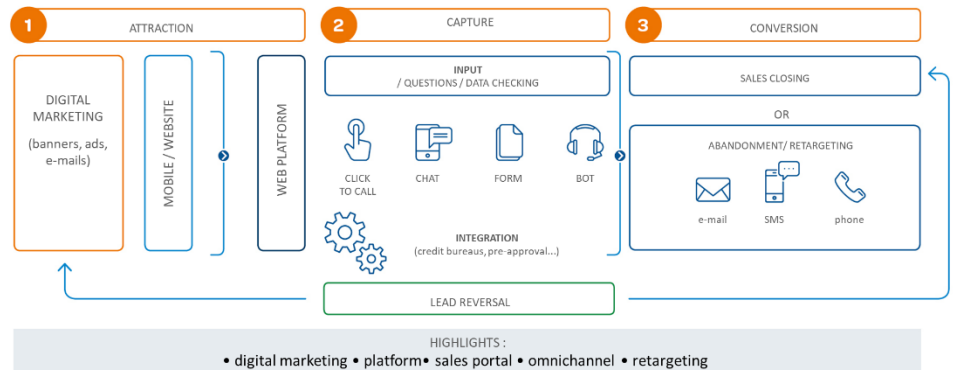 1
ATTRACTION
2
CAPTURE
3
CONVERSION
DIGITAL
MARKETING
(banners, ads,
e-mails)
MOBILE / WEBSITE
WEB PLATFORM
INPUT
/ QUESTIONS / DATA CHECKING
CLICK
TO CALL
CHAT
FORM
BOT
INTEGRATION
(credit bureaus, pre-approval...)
SALES CLOSING
OR
ABANDONMENT/ RETARGETING
e-mail
SMS
phone
LEAD REVERSAL
HIGHLIGHTS :
• digital marketing • platform• sales portal • omnichannel • retargeting